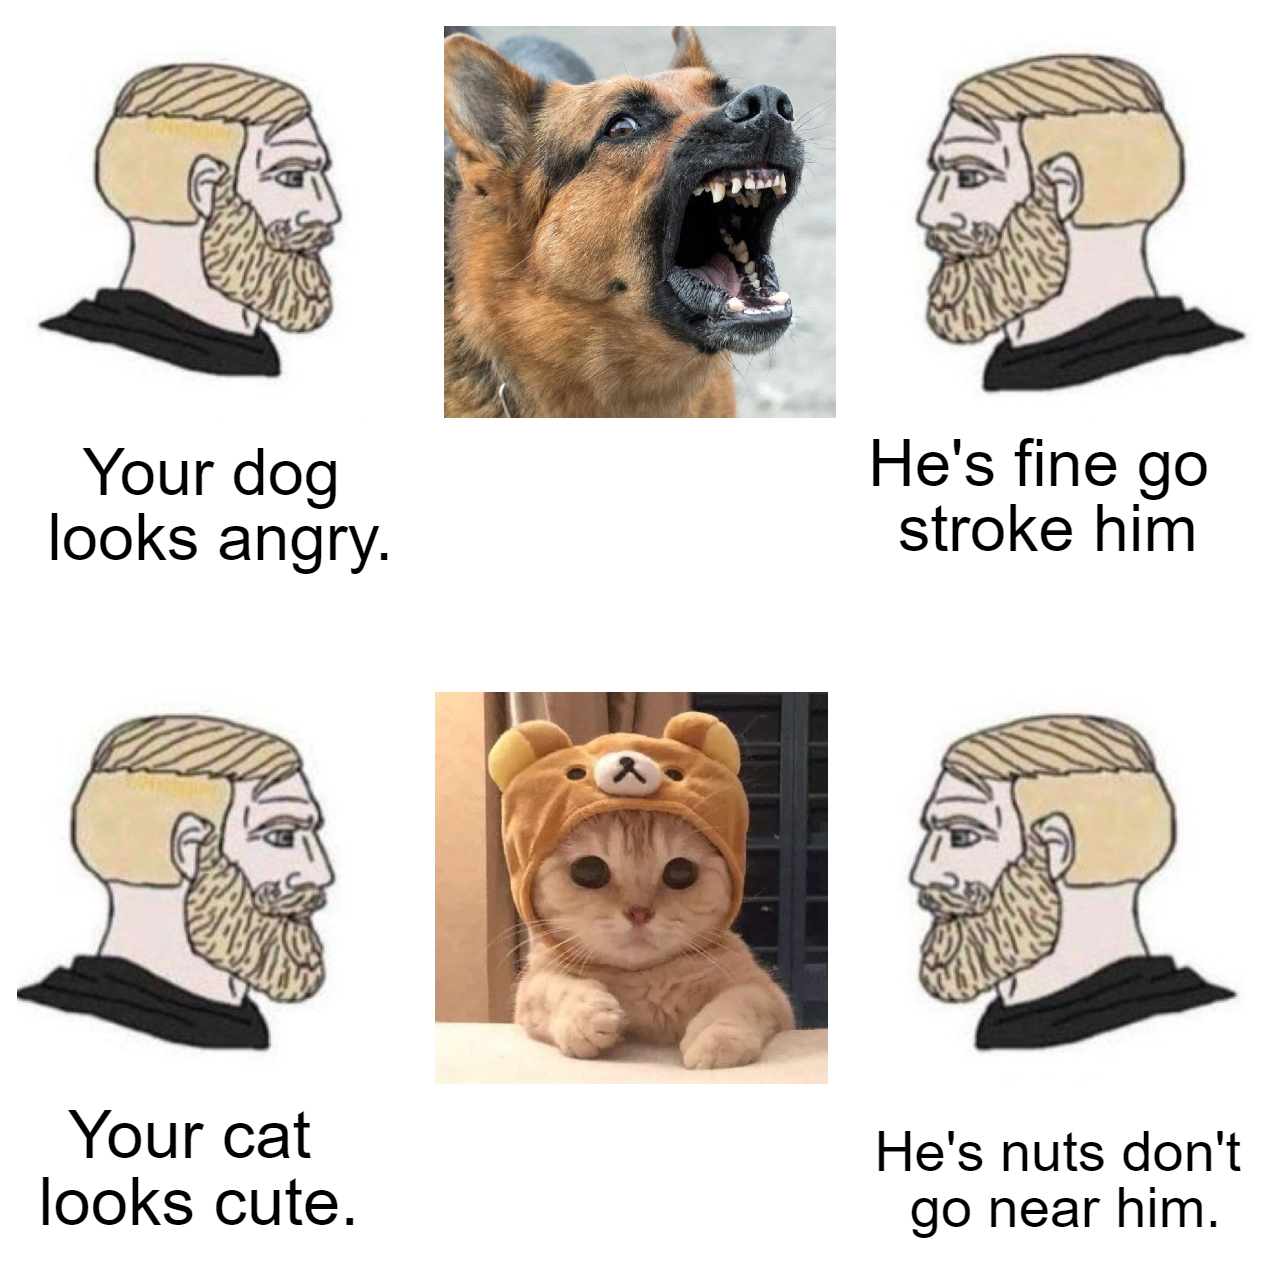 Your dog
looks angry.
He's fine go
stroke him
Your cat
looks cute.
He's nuts don't
go near him.